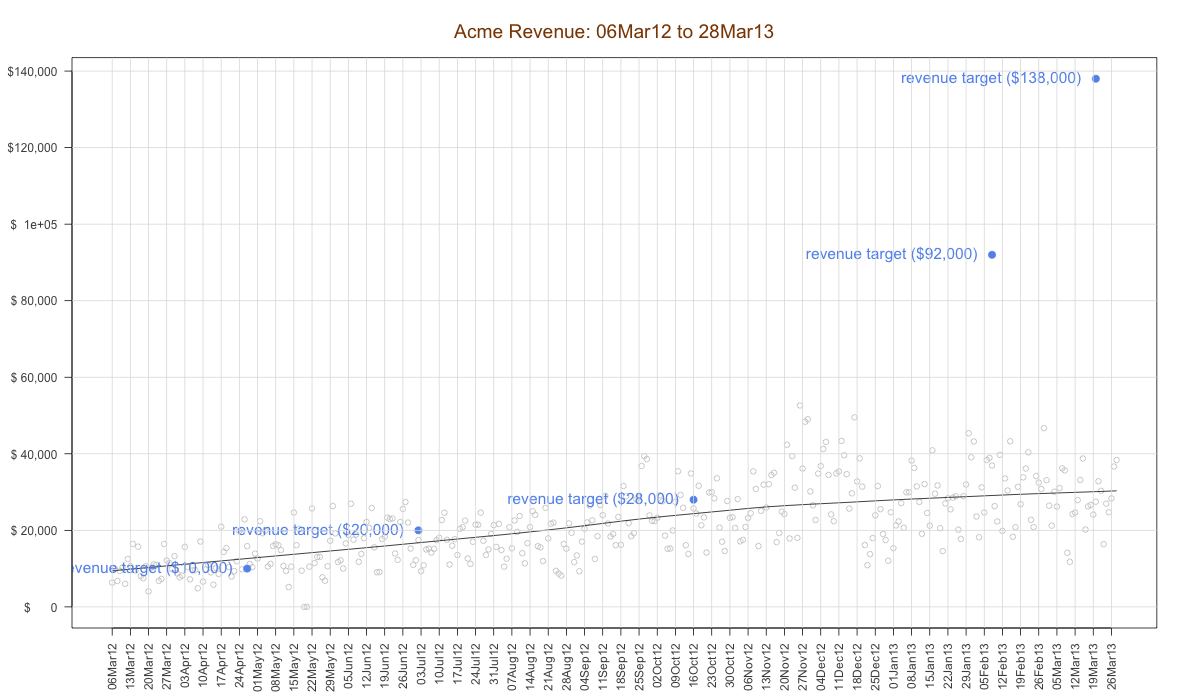 Acme Revenue: 06Mar12 to 28Mar13
$140,000
$120,000
$ 1e+05
$ 80,000
$ 60,000
$ 40,000
$ 20,000
$ 0
revenue target ($138,000)
revenue target ($92,000)
revenue target ($28,000)
revenue target ($20,000)
evenue target ($10,000)
06Mar12
13Mar12
20Mar12
27Mar12
03Apr12
10Apr12
17Apr12
24Apr12
01May12
08May12
15May12
22May12
29May12
05Jun12
12Jun12
19Jun12
26Jun12
03Jul12
10Jul12
17Jul12
24Jul12
31Jul12
07Aug12
14Aug12
21Aug12
28Aug12
04Sep12
11Sep12
18Sep12
25Sep12
02Oct12
09Oct12
16Oct12
23Oct12
30Oct12
06Nov12
13Nov12
20Nov12
27Nov12
04Dec12
11Dec12
18Dec12
25Dec12
01Jan13
08Jan13
15Jan13
22Jan13
29Jan13
05Feb13
12Feb13
19Feb13
26Feb13
05Mar13
12Mar13
19Mar13
26Mar13